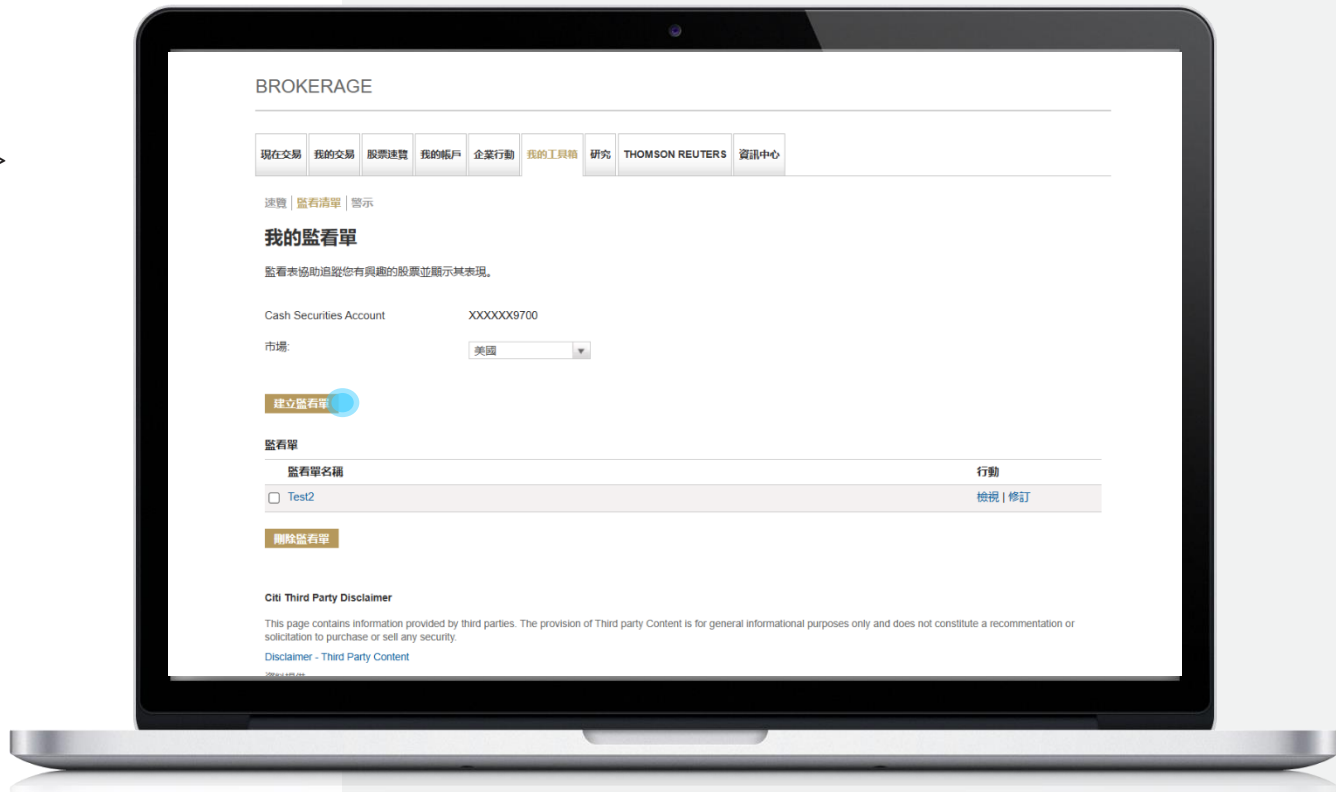 BROKERAGE
>
現在交易 我的交易 股票速覽 我的帳戶 企業行動 我的工具箱 研究 THOMSON REUTERS 資訊中心
速覽 | 監看清單 | 警示
我的監看單
監看表協助追蹤您有興趣的股票並顯示其表現。
Cash Securities Account XXXXXX9700
市場: 美國
建立監看單
監看單
監看單名稱 行動
Test2 檢視 | 修訂
刪除監看單
Citi Third Party Disclaimer
This page contains information provided by third parties. The provision of Third party Content is for general informational purposes only and does not constitute a recommentation or
solicitation to purchase or sell any security.
Disclaimer - Third Party Content